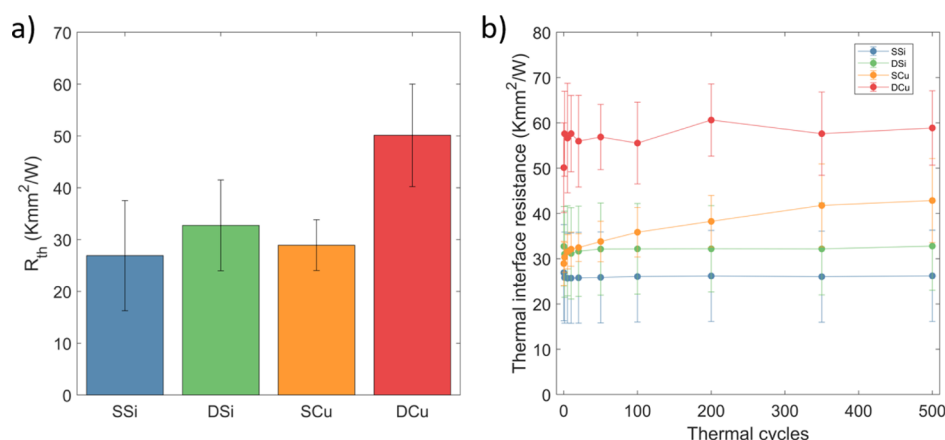 a)
70
60
50
40
30
20
10
0
R_th (Kmm²/W)
SSi DSi SCu DCu
b)
80
70
60
50
40
30
20
10
0
Thermal interface resistance (Kmm²/W)
SSi
DSi
SCu
DCu
0 100 200 300 400 500
Thermal cycles